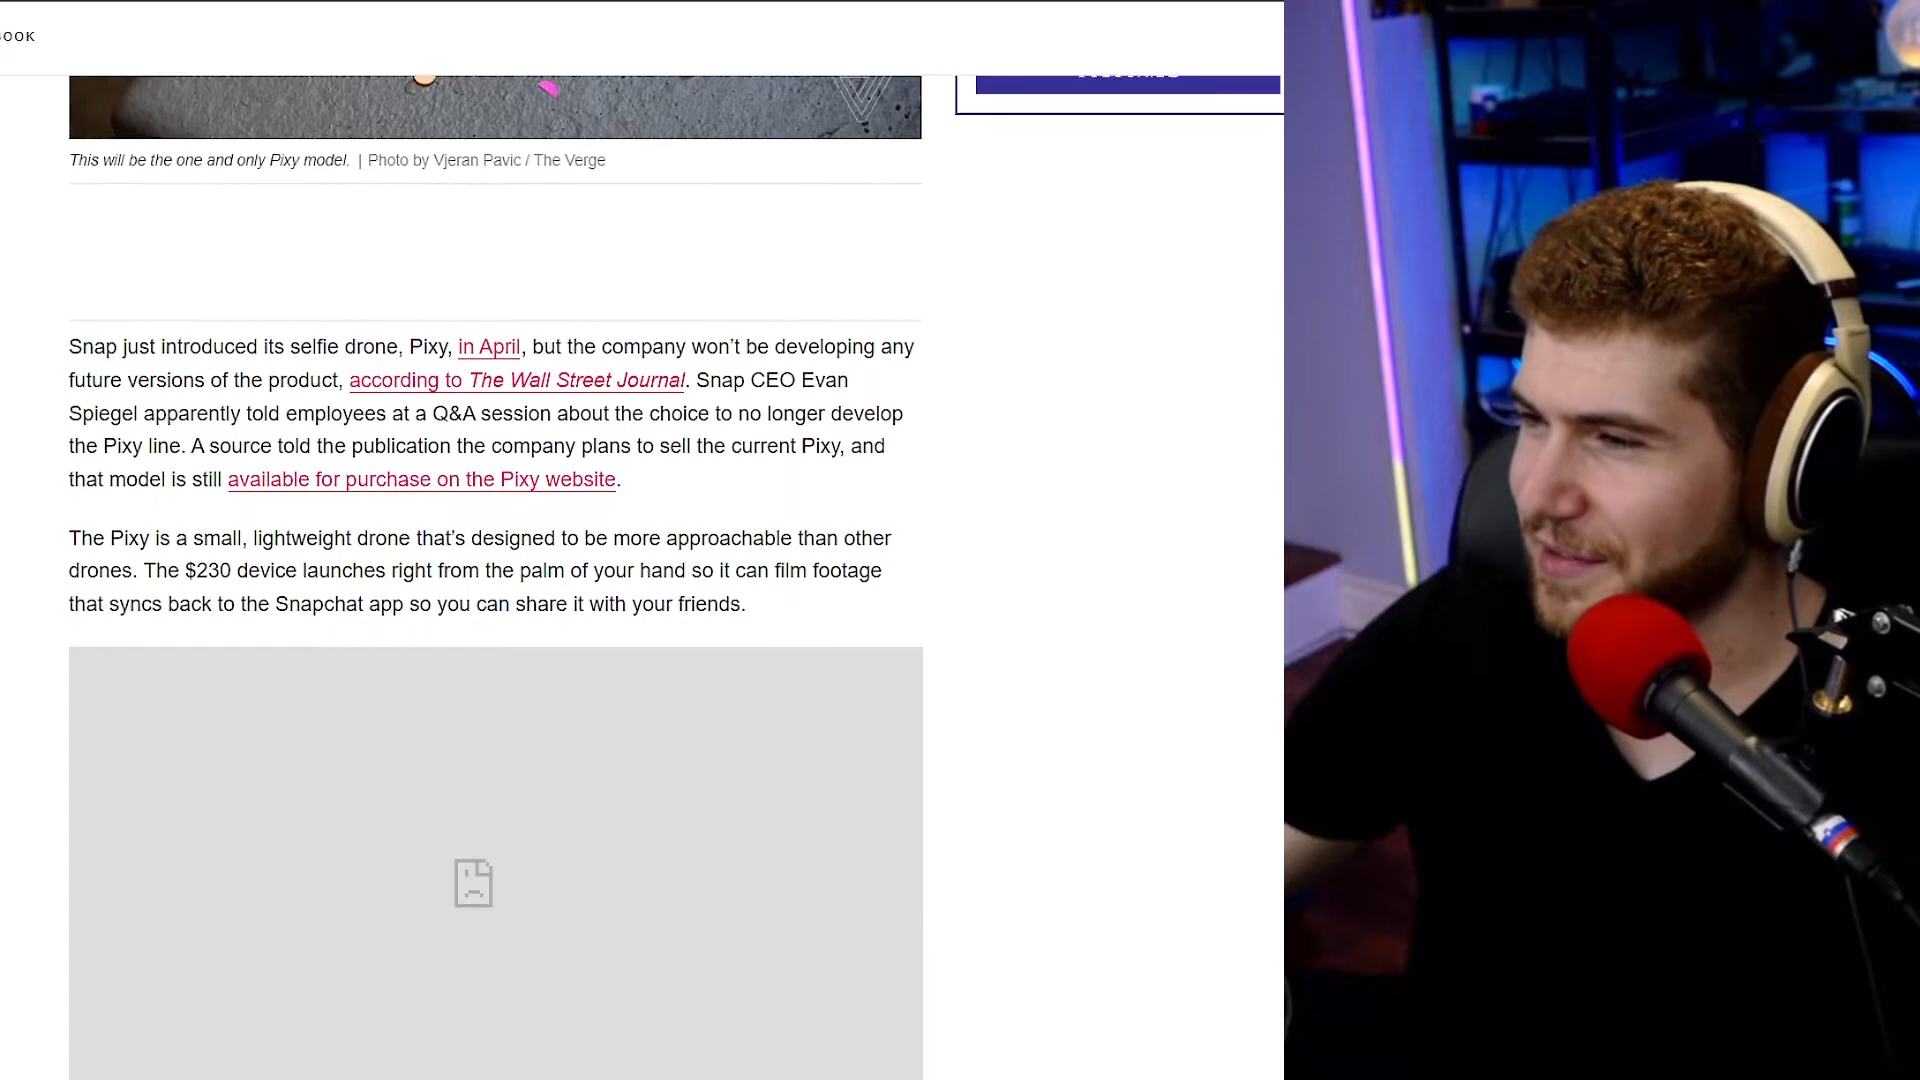 BOOK
This will be the one and only Pixy model. | Photo by Vjeran Pavic / The Verge
Snap just introduced its selfie drone, Pixy, in April, but the company won’t be developing any
future versions of the product, according to The Wall Street Journal. Snap CEO Evan
Spiegel apparently told employees at a Q&A session about the choice to no longer develop
the Pixy line. A source told the publication the company plans to sell the current Pixy, and
that model is still available for purchase on the Pixy website.
The Pixy is a small, lightweight drone that’s designed to be more approachable than other
drones. The $230 device launches right from the palm of your hand so it can film footage
that syncs back to the Snapchat app so you can share it with your friends.